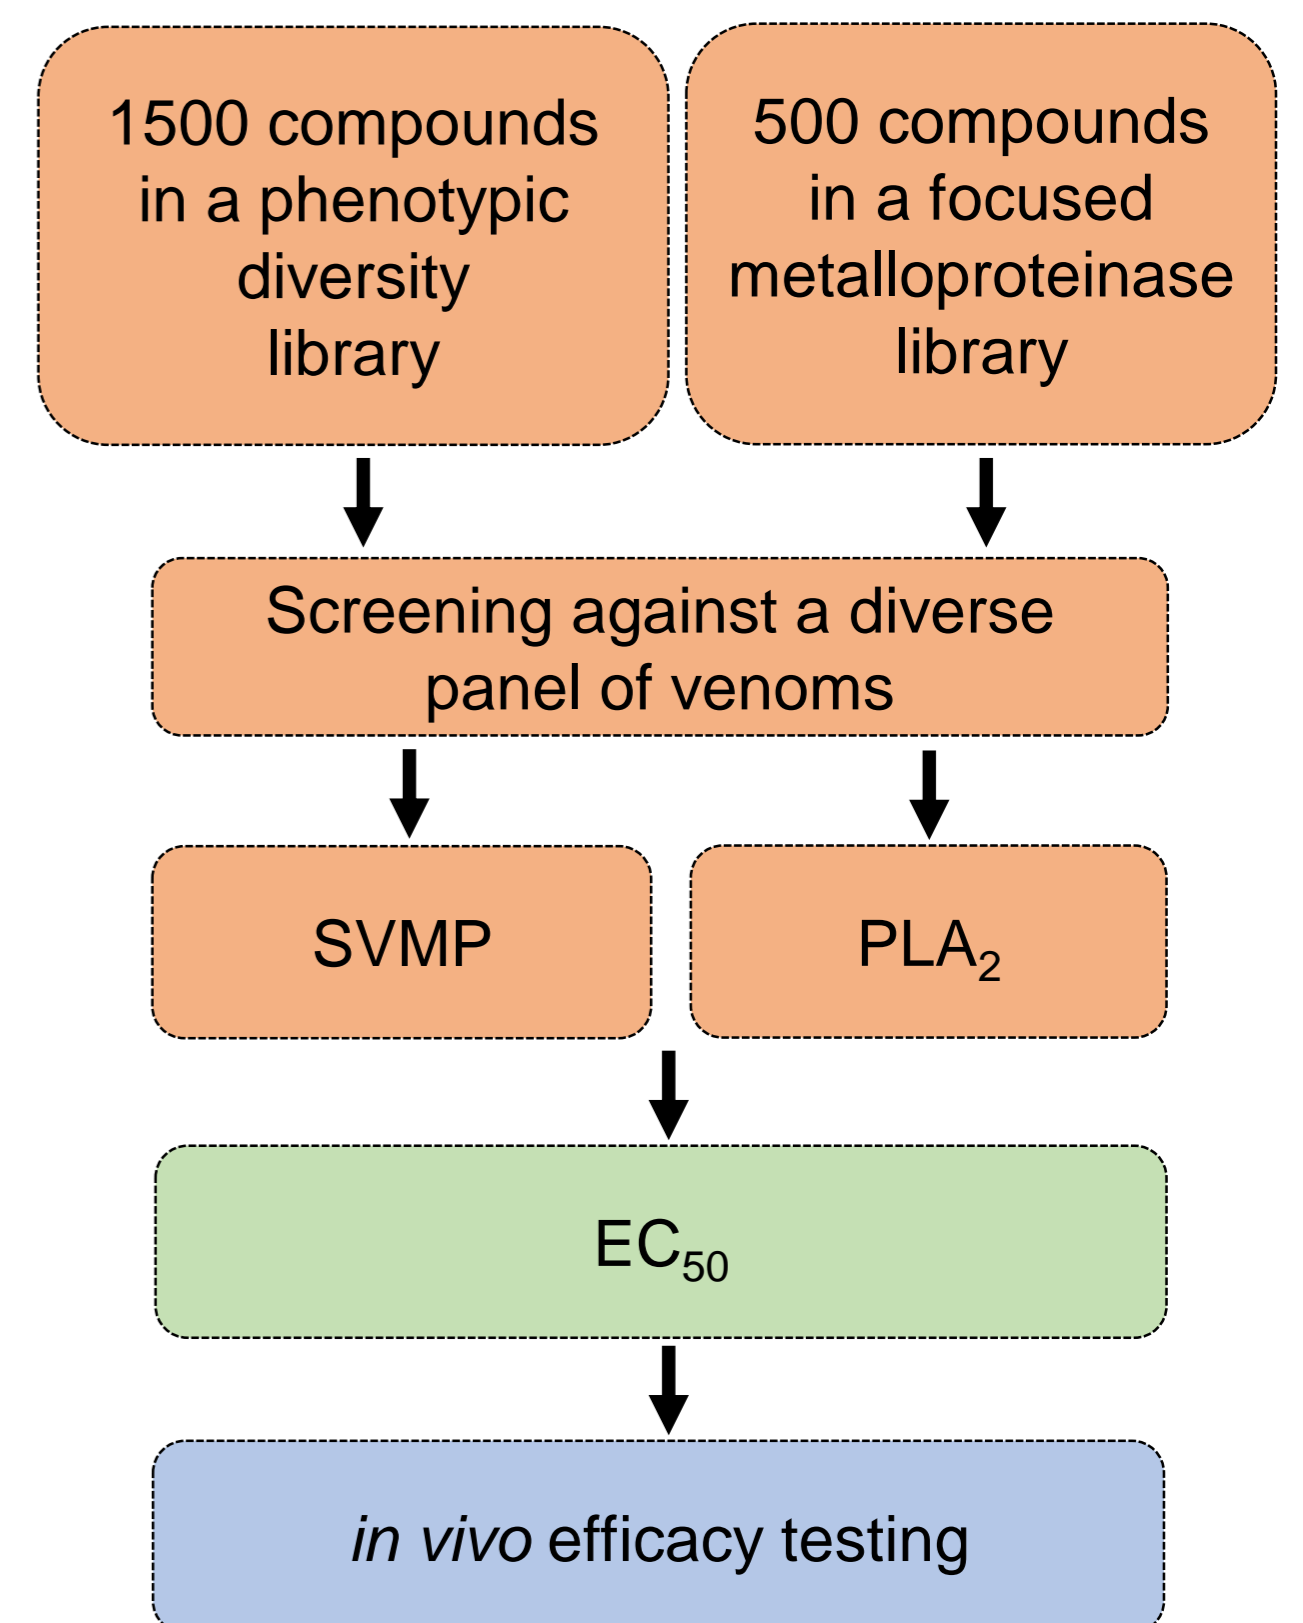 1500 compounds
in a phenotypic
diversity
library
500 compounds
in a focused
metalloproteinase
library
Screening against a diverse
panel of venoms
SVMP
PLA₂
EC₅₀
in vivo efficacy testing